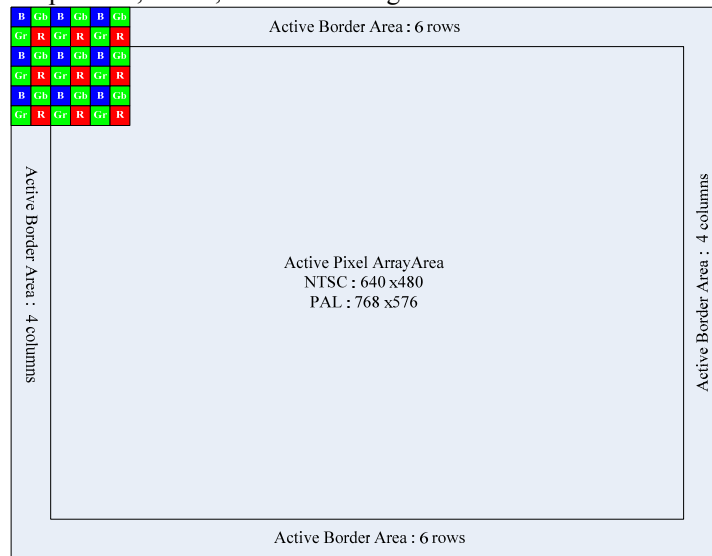 B Gb B Gb B Gb
Gr R Gr R Gr R
B Gb B Gb B Gb
Gr R Gr R Gr R
B Gb B Gb B Gb
Gr R Gr R Gr R
Active Border Area : 6 rows
Active Border Area : 4 columns
Active Pixel ArrayArea
NTSC : 640 x480
PAL : 768 x576
Active Border Area : 4 columns
Active Border Area : 6 rows